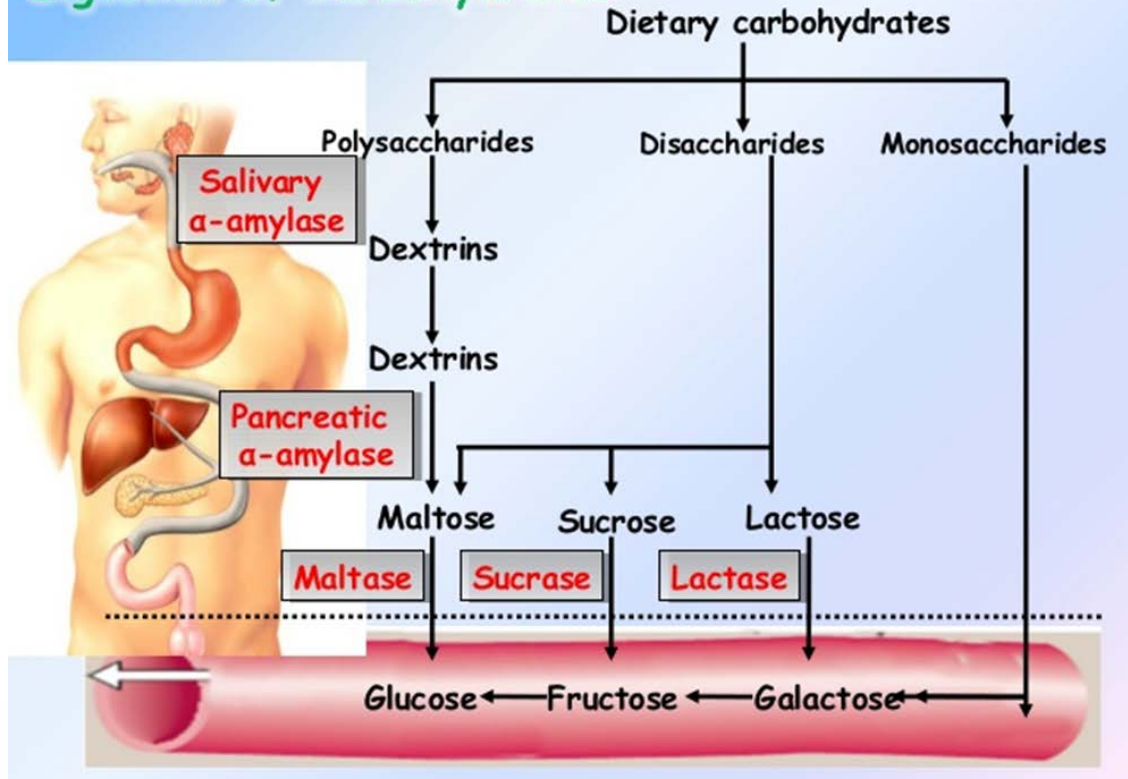 Dietary carbohydrates
Polysaccharides
Disaccharides
Monosaccharides
Salivary
α-amylase
Dextrins
Dextrins
Pancreatic
α-amylase
Maltose
Sucrose
Lactose
Maltase
Sucrase
Lactase
Glucose
Fructose
Galactose